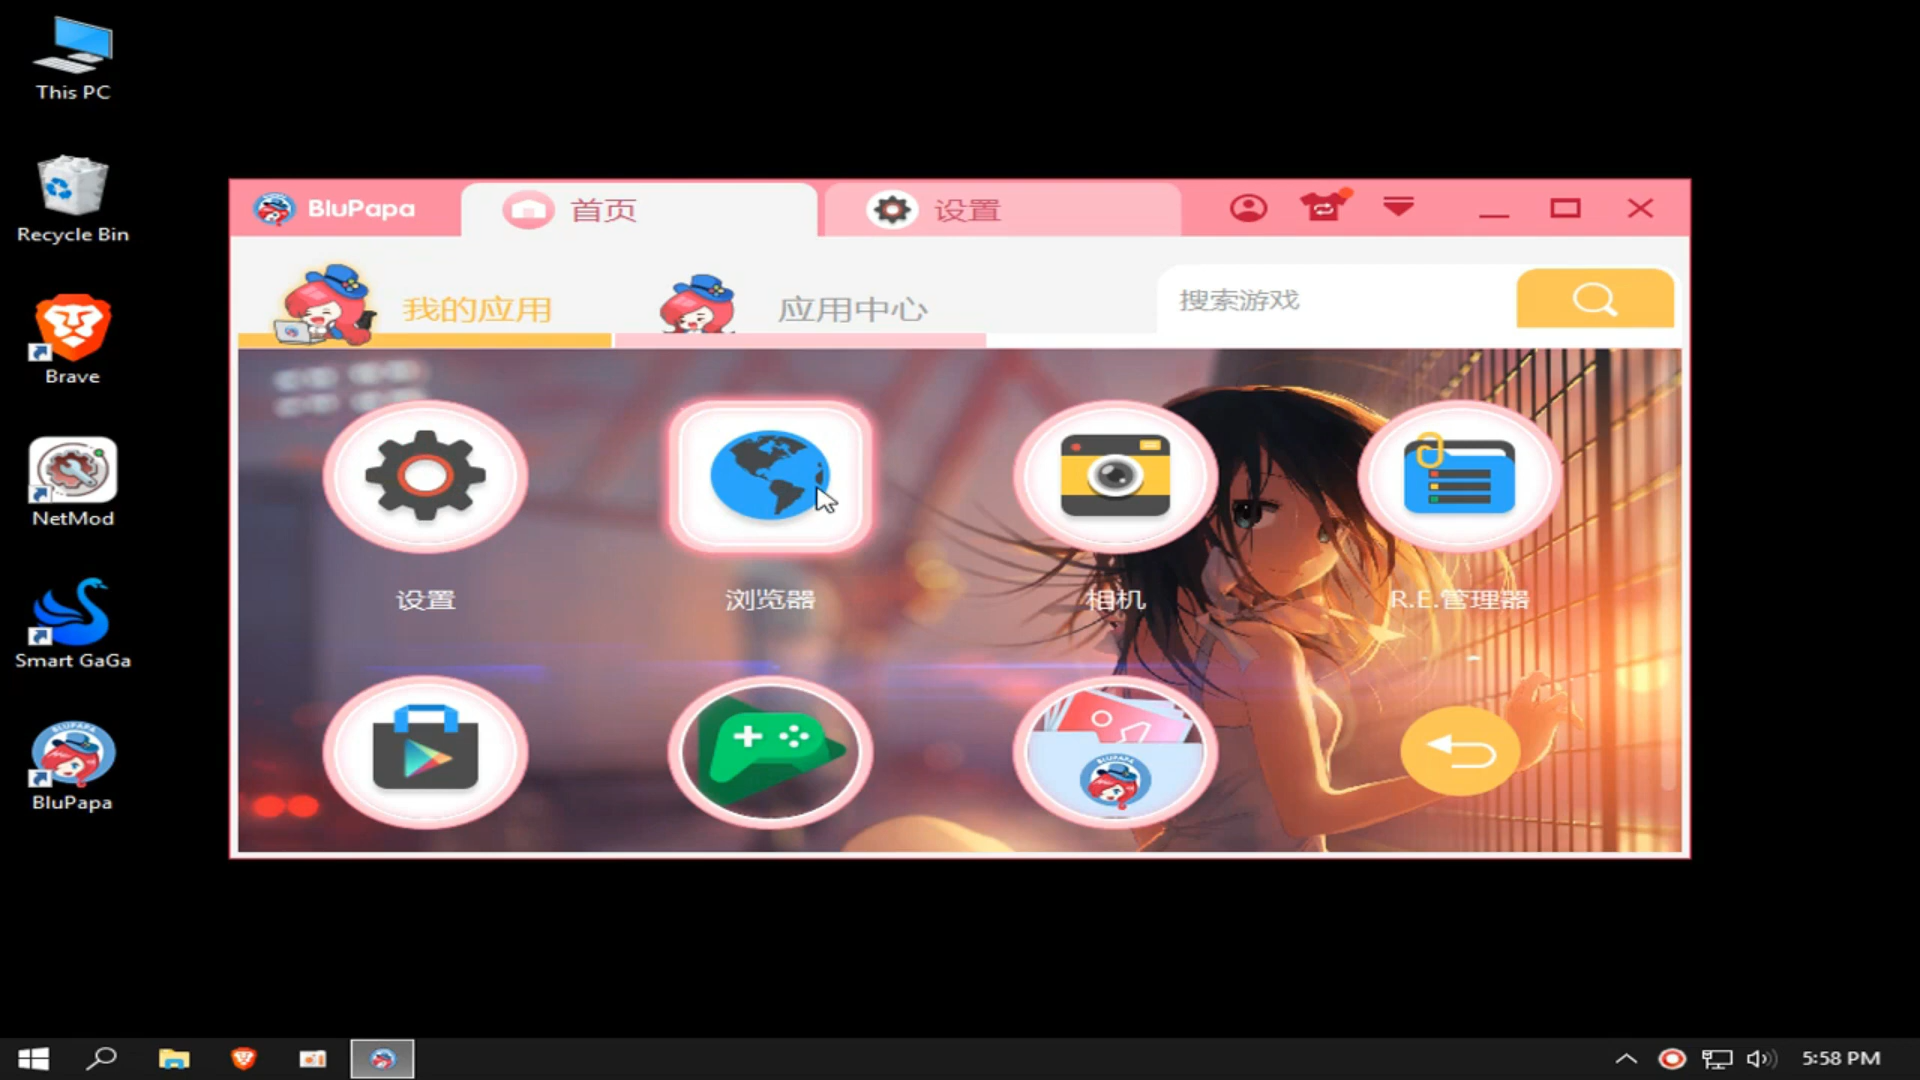 This PC
Recycle Bin
Brave
NetMod
Smart GaGa
BLUPAPA
BluPapa
BluPapa
首页
设置
我的应用
应用中心
搜索游戏
设置
浏览器
相机
R.E.管理器
BLUPAPA
5:58 PM